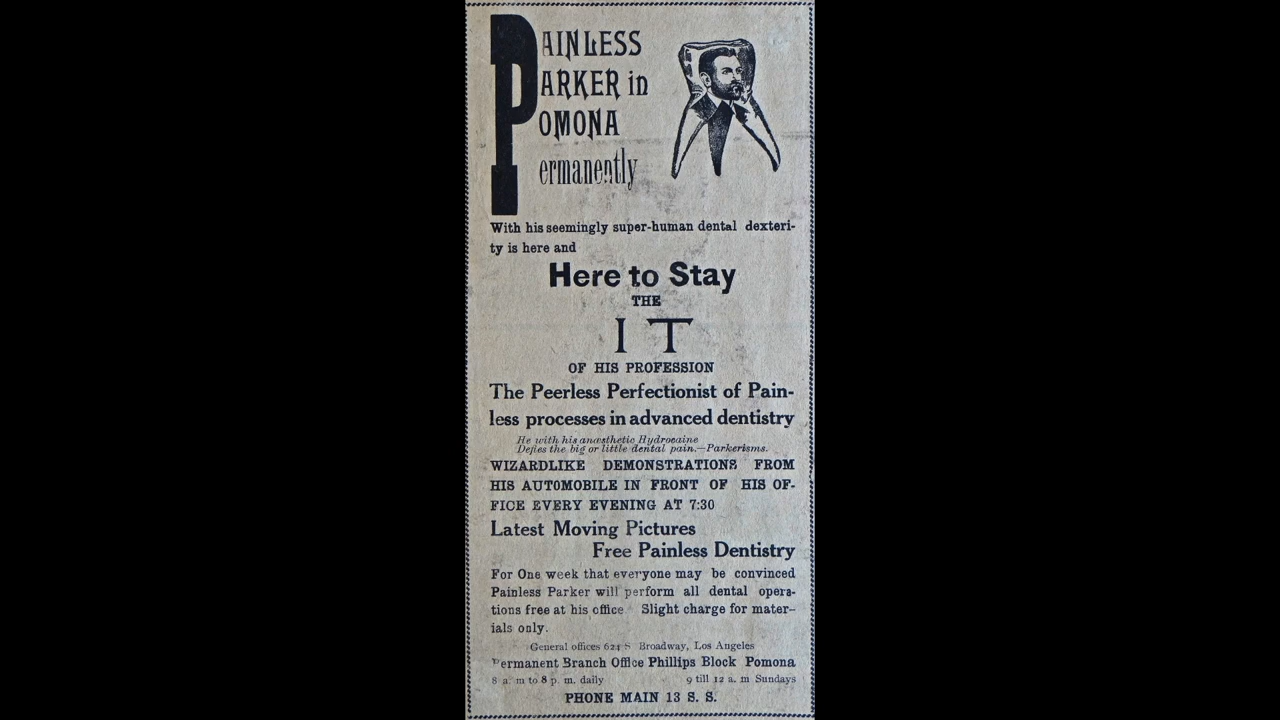 PAINLESS
PARKER in
POMONA
Permanently
With his seemingly super-human dental dexteri-
ty is here and
Here to Stay
THE
IT
OF HIS PROFESSION
The Peerless Perfectionist of Pain-
less processes in advanced dentistry
He with his anæsthetic Hydrocaine
Defies the big or little dental pain.—Parkerisms.
WIZARDLIKE DEMONSTRATIONS FROM
HIS AUTOMOBILE IN FRONT OF HIS OF-
FICE EVERY EVENING AT 7:30
Latest Moving Pictures
Free Painless Dentistry
For One week that everyone may be convinced
Painless Parker will perform all dental opera-
tions free at his office Slight charge for mater-
ials only.
General offices 624 S Broadway, Los Angeles
Permanent Branch Office Phillips Block Pomona
8 a. m to 8 p. m. daily 9 till 12 a. m Sundays
PHONE MAIN 13 S. S.